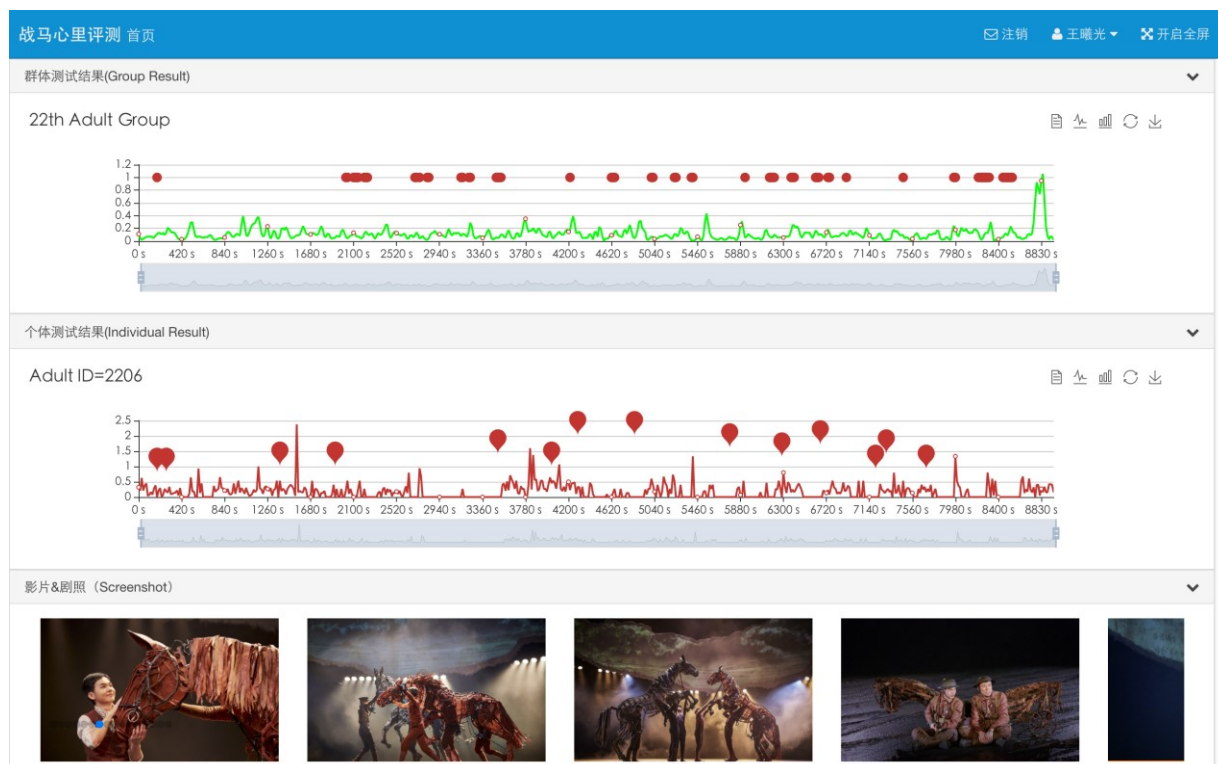 战马心里评测 首页 注销 王曦光 开启全屏
群体测试结果(Group Result)
22th Adult Group
1.2
1
0.8
0.6
0.4
0.2
0
0 s 420 s 840 s 1260 s 1680 s 2100 s 2520 s 2940 s 3360 s 3780 s 4200 s 4620 s 5040 s 5460 s 5880 s 6300 s 6720 s 7140 s 7560 s 7980 s 8400 s 8830 s
个体测试结果(Individual Result)
Adult ID=2206
2.5
2
1.5
1
0.5
0
0 s 420 s 840 s 1260 s 1680 s 2100 s 2520 s 2940 s 3360 s 3780 s 4200 s 4620 s 5040 s 5460 s 5880 s 6300 s 6720 s 7140 s 7560 s 7980 s 8400 s 8830 s
影片&剧照（Screenshot）